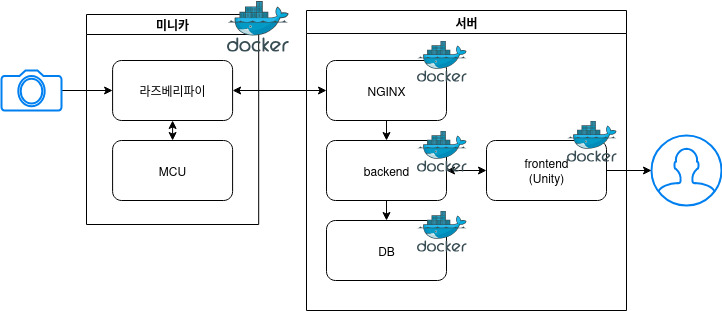 미니카
docker
서버
라즈베리파이
MCU
NGINX
docker
backend
docker
frontend
(Unity)
docker
DB
docker